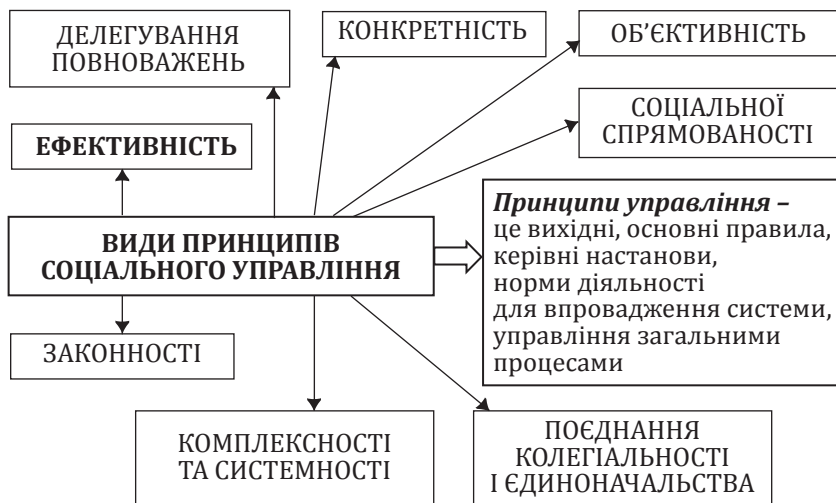 ДЕЛЕГУВАННЯ
ПОВНОВАЖЕНЬ
КОНКРЕТНІСТЬ
ОБ’ЄКТИВНІСТЬ
ЕФЕКТИВНІСТЬ
СОЦІАЛЬНОЇ
СПРЯМОВАНОСТІ
ВИДИ ПРИНЦИПІВ
СОЦІАЛЬНОГО УПРАВЛІННЯ
Принципи управління –
це вихідні, основні правила,
керівні настанови,
норми діяльності
для впровадження системи,
управління загальними
процесами
ЗАКОННОСТІ
КОМПЛЕКСНОСТІ
ТА СИСТЕМНОСТІ
ПОЄДНАННЯ
КОЛЕГІАЛЬНОСТІ
І ЄДИНОНАЧАЛЬСТВА